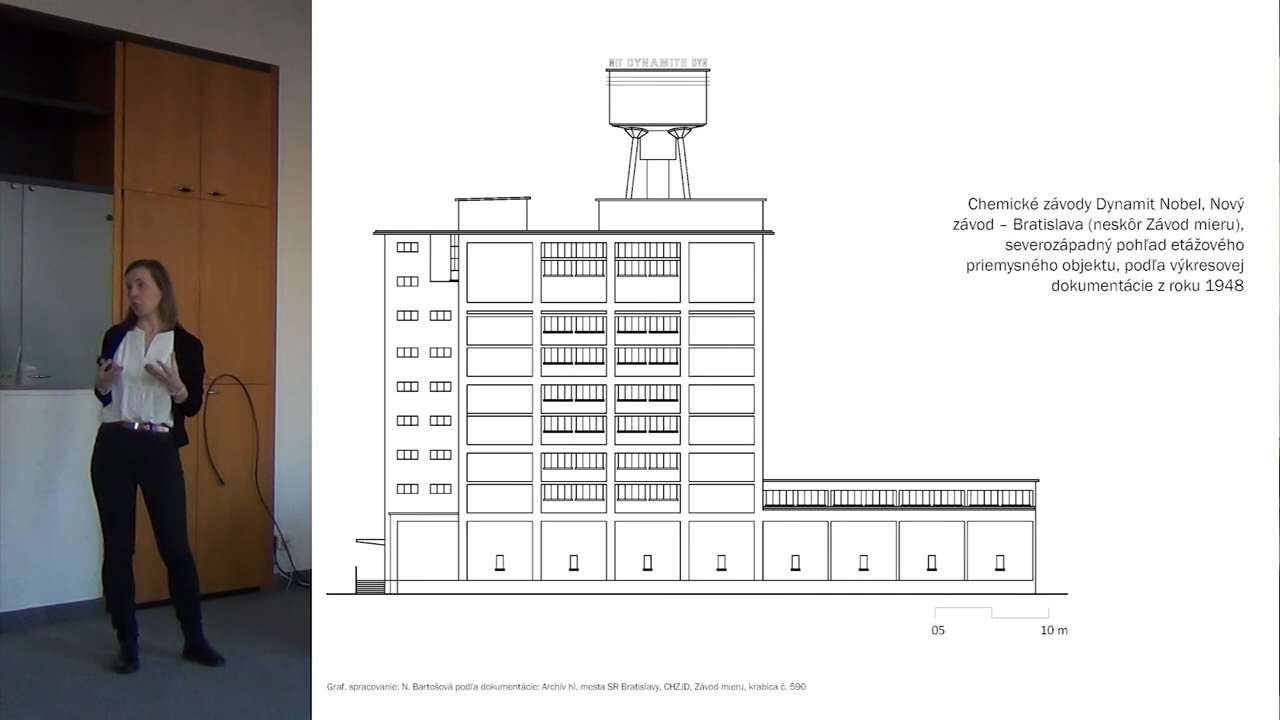 NIT DYNAMITE DYN
Chemické závody Dynamit Nobel, Nový
závod – Bratislava (neskôr Závod mieru),
severozápadný pohľad etážového
priemysného objektu, podľa výkresovej
dokumentácie z roku 1948
05 10 m
Graf. spracovanie: N. Bartošová podľa dokumentácie: Archív hl. mesta SR Bratislavy, CHZJD, Závod mieru, krabica č. 590